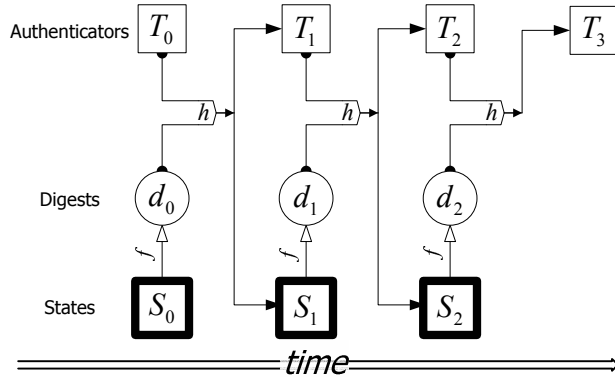 Authenticators T₀ T₁ T₂ T₃
h h h
Digests d₀ d₁ d₂
f f f
States S₀ S₁ S₂
time